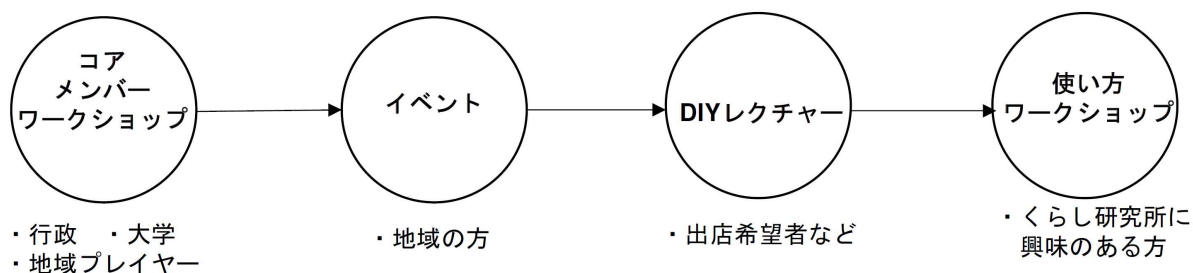 コア
メンバー
ワークショップ
イベント
DIYレクチャー
使い方
ワークショップ
・行政　・大学
・地域プレイヤー
・地域の方
・出店希望者など
・くらし研究所に
興味のある方